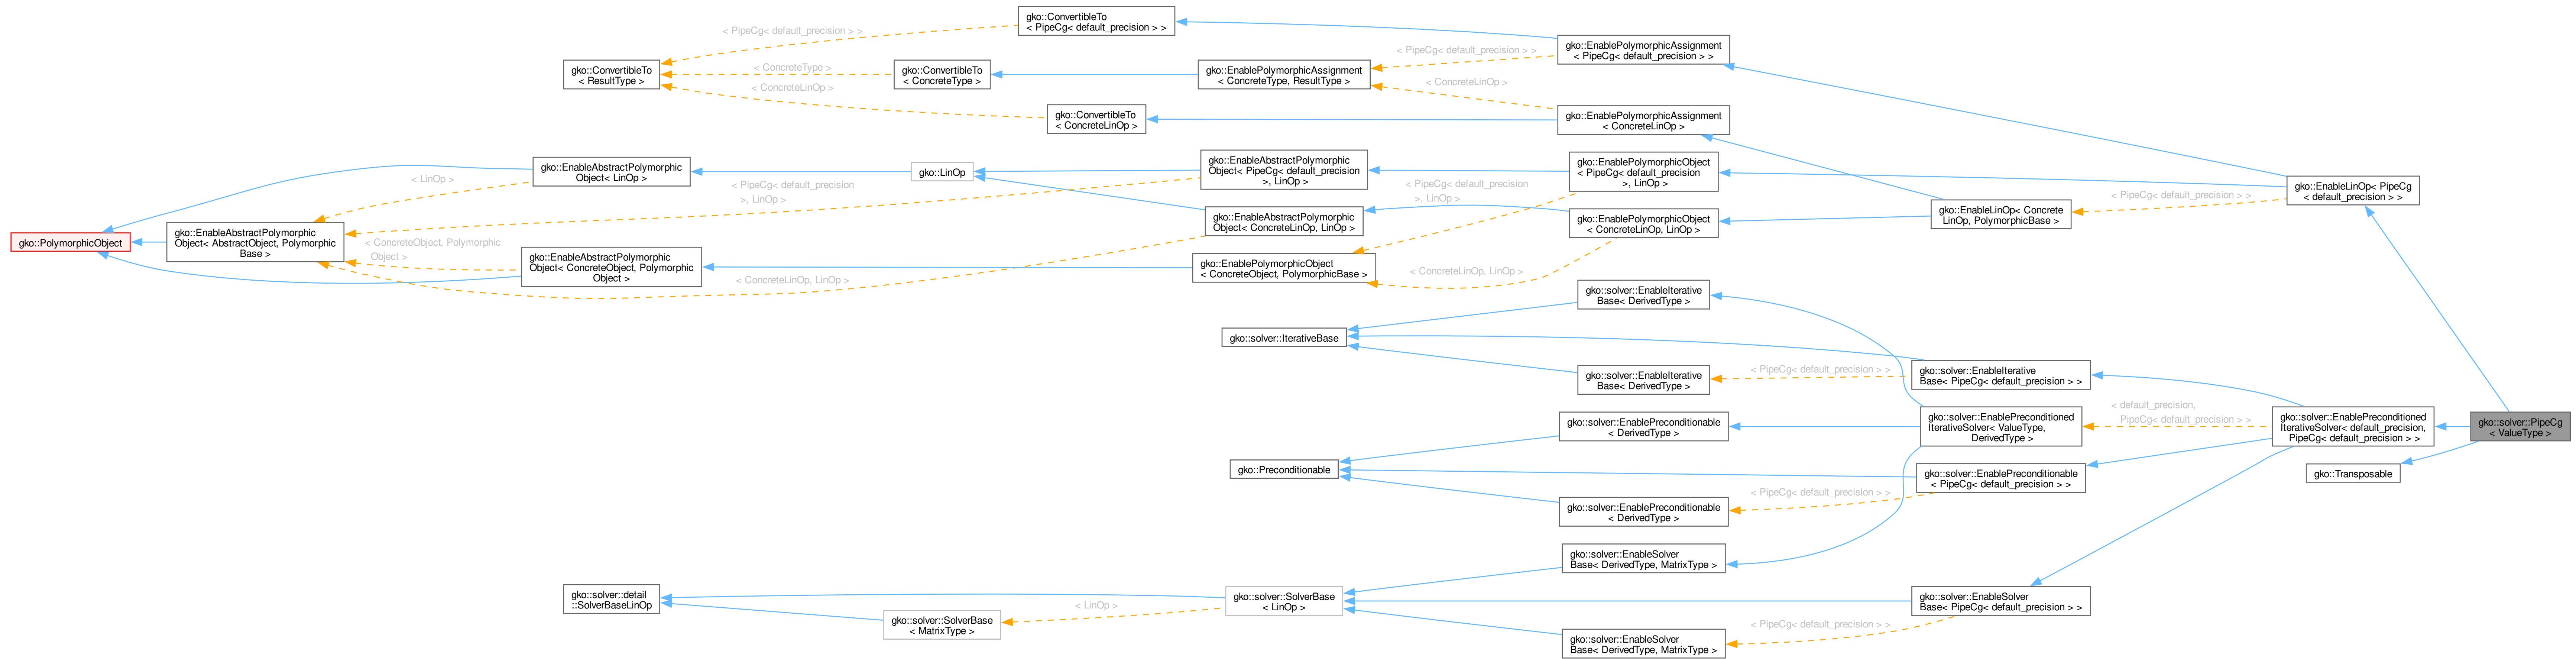 gko::ConvertibleTo
< PipeCg< default_precision > >
< PipeCg< default_precision > >
gko::EnablePolymorphicAssignment
< PipeCg< default_precision > >
< PipeCg< default_precision > >
gko::ConvertibleTo
< ResultType >
< ConcreteType >
gko::ConvertibleTo
< ConcreteType >
gko::EnablePolymorphicAssignment
< ConcreteType, ResultType >
< ConcreteLinOp >
< ConcreteLinOp >
gko::ConvertibleTo
< ConcreteLinOp >
gko::EnablePolymorphicAssignment
< ConcreteLinOp >
gko::EnableAbstractPolymorphic
Object< LinOp >
gko::LinOp
gko::EnableAbstractPolymorphic
Object< PipeCg< default_precision
>, LinOp >
gko::EnablePolymorphicObject
< PipeCg< default_precision
>, LinOp >
< LinOp >
< PipeCg< default_precision
>, LinOp >
< PipeCg< default_precision
>, LinOp >
gko::EnableLinOp< PipeCg
< default_precision > >
< PipeCg< default_precision > >
gko::EnableLinOp< Concrete
LinOp, PolymorphicBase >
gko::EnableAbstractPolymorphic
Object< ConcreteLinOp, LinOp >
gko::EnablePolymorphicObject
< ConcreteLinOp, LinOp >
gko::PolymorphicObject
gko::EnableAbstractPolymorphic
Object< AbstractObject, Polymorphic
Base >
< ConcreteObject, Polymorphic
Object >
gko::EnableAbstractPolymorphic
Object< ConcreteObject, Polymorphic
Object >
gko::EnablePolymorphicObject
< ConcreteObject, PolymorphicBase >
< ConcreteLinOp, LinOp >
< ConcreteLinOp, LinOp >
gko::solver::EnableIterative
Base< DerivedType >
gko::solver::IterativeBase
gko::solver::EnableIterative
Base< DerivedType >
< PipeCg< default_precision > >
gko::solver::EnableIterative
Base< PipeCg< default_precision > >
gko::solver::EnablePreconditionable
< DerivedType >
gko::solver::EnablePreconditioned
IterativeSolver< ValueType,
DerivedType >
< default_precision,
PipeCg< default_precision > >
gko::solver::EnablePreconditioned
IterativeSolver< default_precision,
PipeCg< default_precision > >
gko::solver::PipeCg
< ValueType >
gko::Preconditionable
gko::solver::EnablePreconditionable
< PipeCg< default_precision > >
gko::Transposable
< PipeCg< default_precision > >
gko::solver::EnablePreconditionable
< DerivedType >
gko::solver::EnableSolver
Base< DerivedType, MatrixType >
gko::solver::detail
::SolverBaseLinOp
gko::solver::SolverBase
< LinOp >
gko::solver::EnableSolver
Base< PipeCg< default_precision > >
< LinOp >
gko::solver::SolverBase
< MatrixType >
< PipeCg< default_precision > >
gko::solver::EnableSolver
Base< DerivedType, MatrixType >